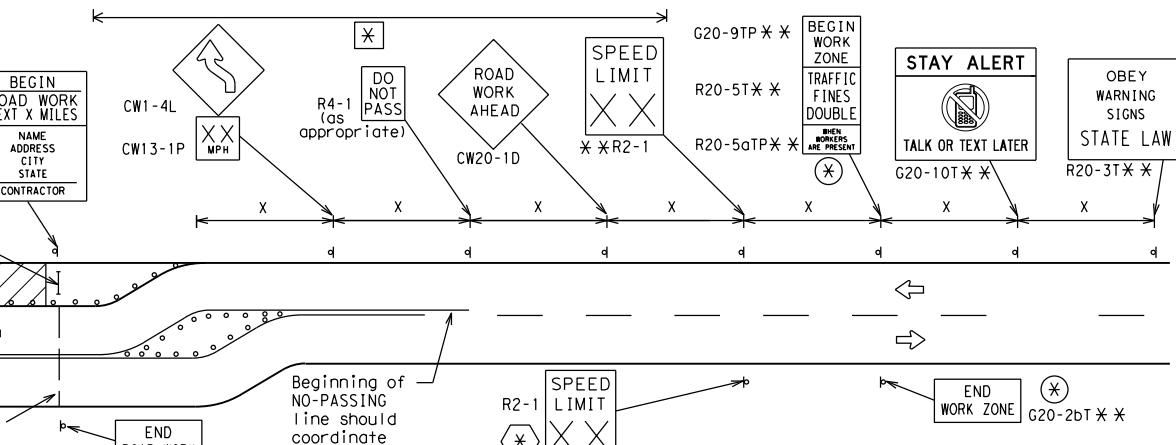 BEGIN
ROAD WORK
NEXT X MILES
NAME
ADDRESS
CITY
STATE
CONTRACTOR
CW1-4L
CW13-1P
XX
MPH
*
R4-1
(as
appropriate)
DO
NOT
PASS
ROAD
WORK
AHEAD
CW20-1D
SPEED
LIMIT
X X
**R2-1
G20-9TP**
R20-5T**
R20-5aTP**
BEGIN
WORK
ZONE
TRAFFIC
FINES
DOUBLE
WHEN
WORKERS
ARE PRESENT
*
STAY ALERT
TALK OR TEXT LATER
G20-10T**
OBEY
WARNING
SIGNS
STATE LAW
R20-3T**
X X X X X X X
Beginning of
NO-PASSING
line should
coordinate
R2-1
*
SPEED
LIMIT
X X
END
WORK ZONE
*
G20-2bT**
END